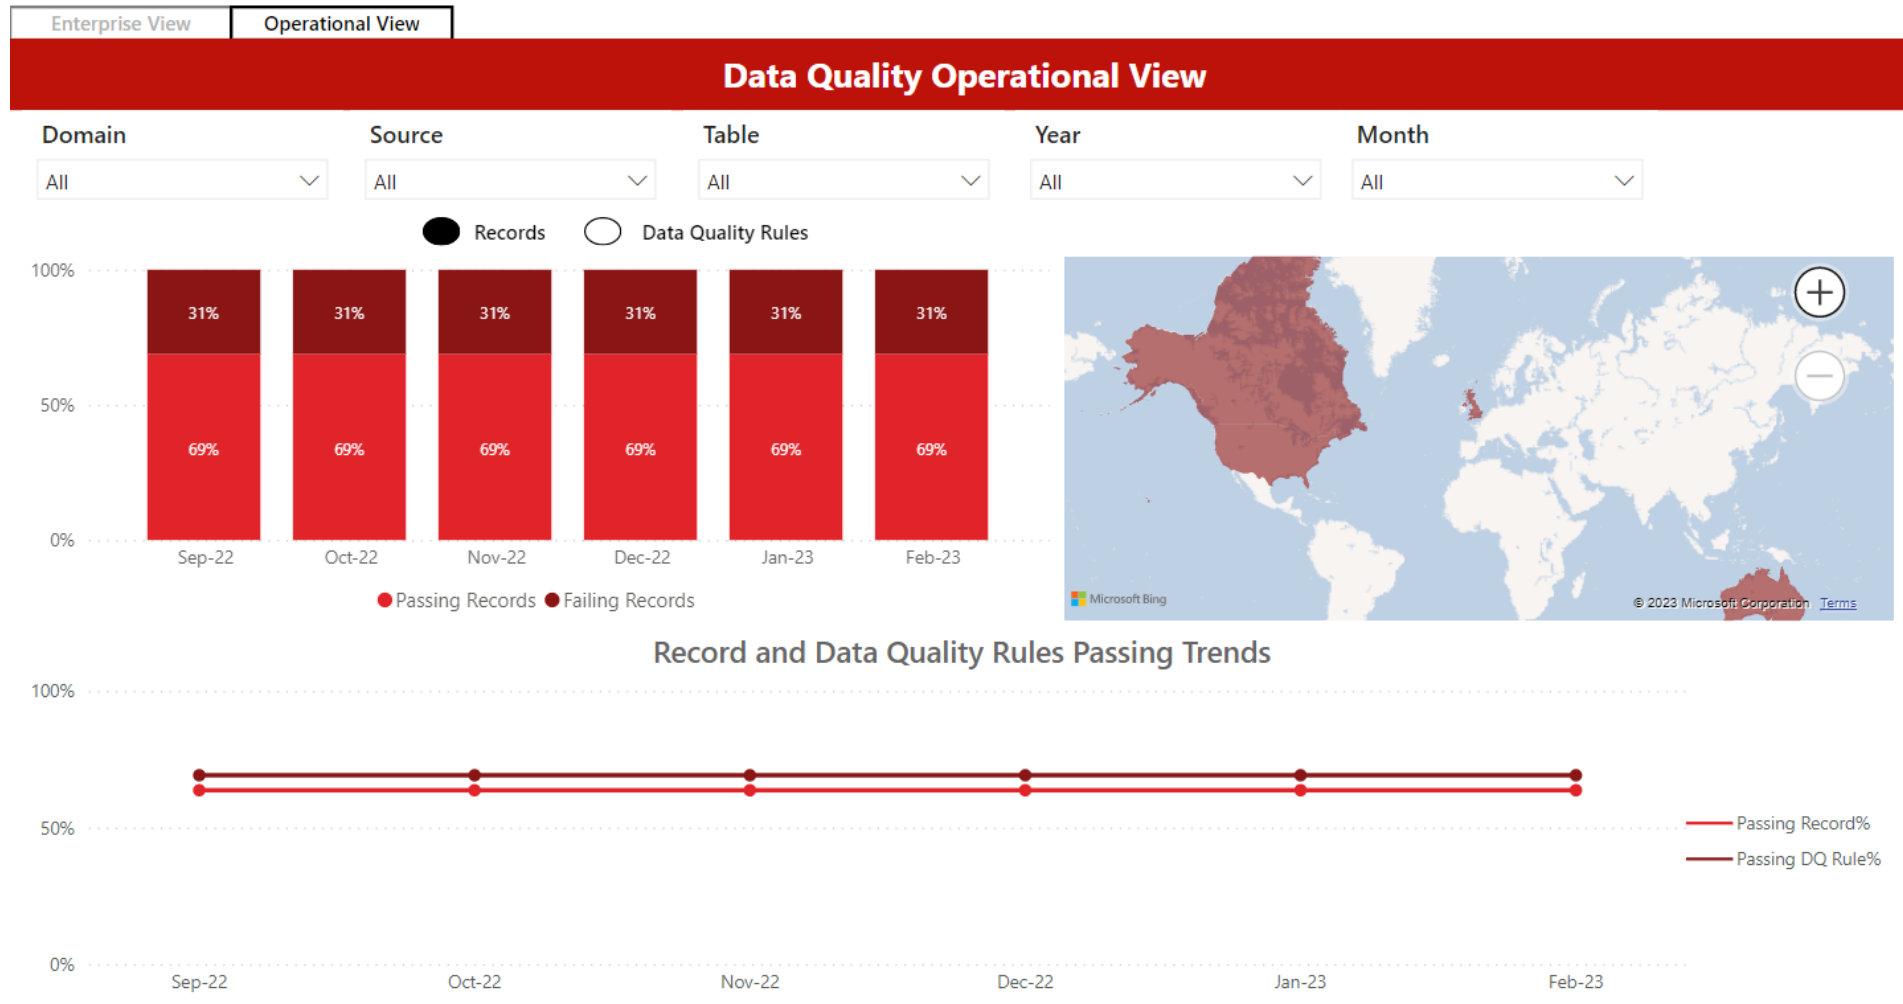 Enterprise View
Operational View
Data Quality Operational View
Domain
Source
Table
Year
Month
All
All
All
All
All
Records
Data Quality Rules
100%
31%
31%
31%
31%
31%
31%
50%
69%
69%
69%
69%
69%
69%
0%
Sep-22
Oct-22
Nov-22
Dec-22
Jan-23
Feb-23
Passing Records
Failing Records
Microsoft Bing
© 2023 Microsoft Corporation
Terms
Record and Data Quality Rules Passing Trends
100%
50%
Passing Record%
Passing DQ Rule%
0%
Sep-22
Oct-22
Nov-22
Dec-22
Jan-23
Feb-23